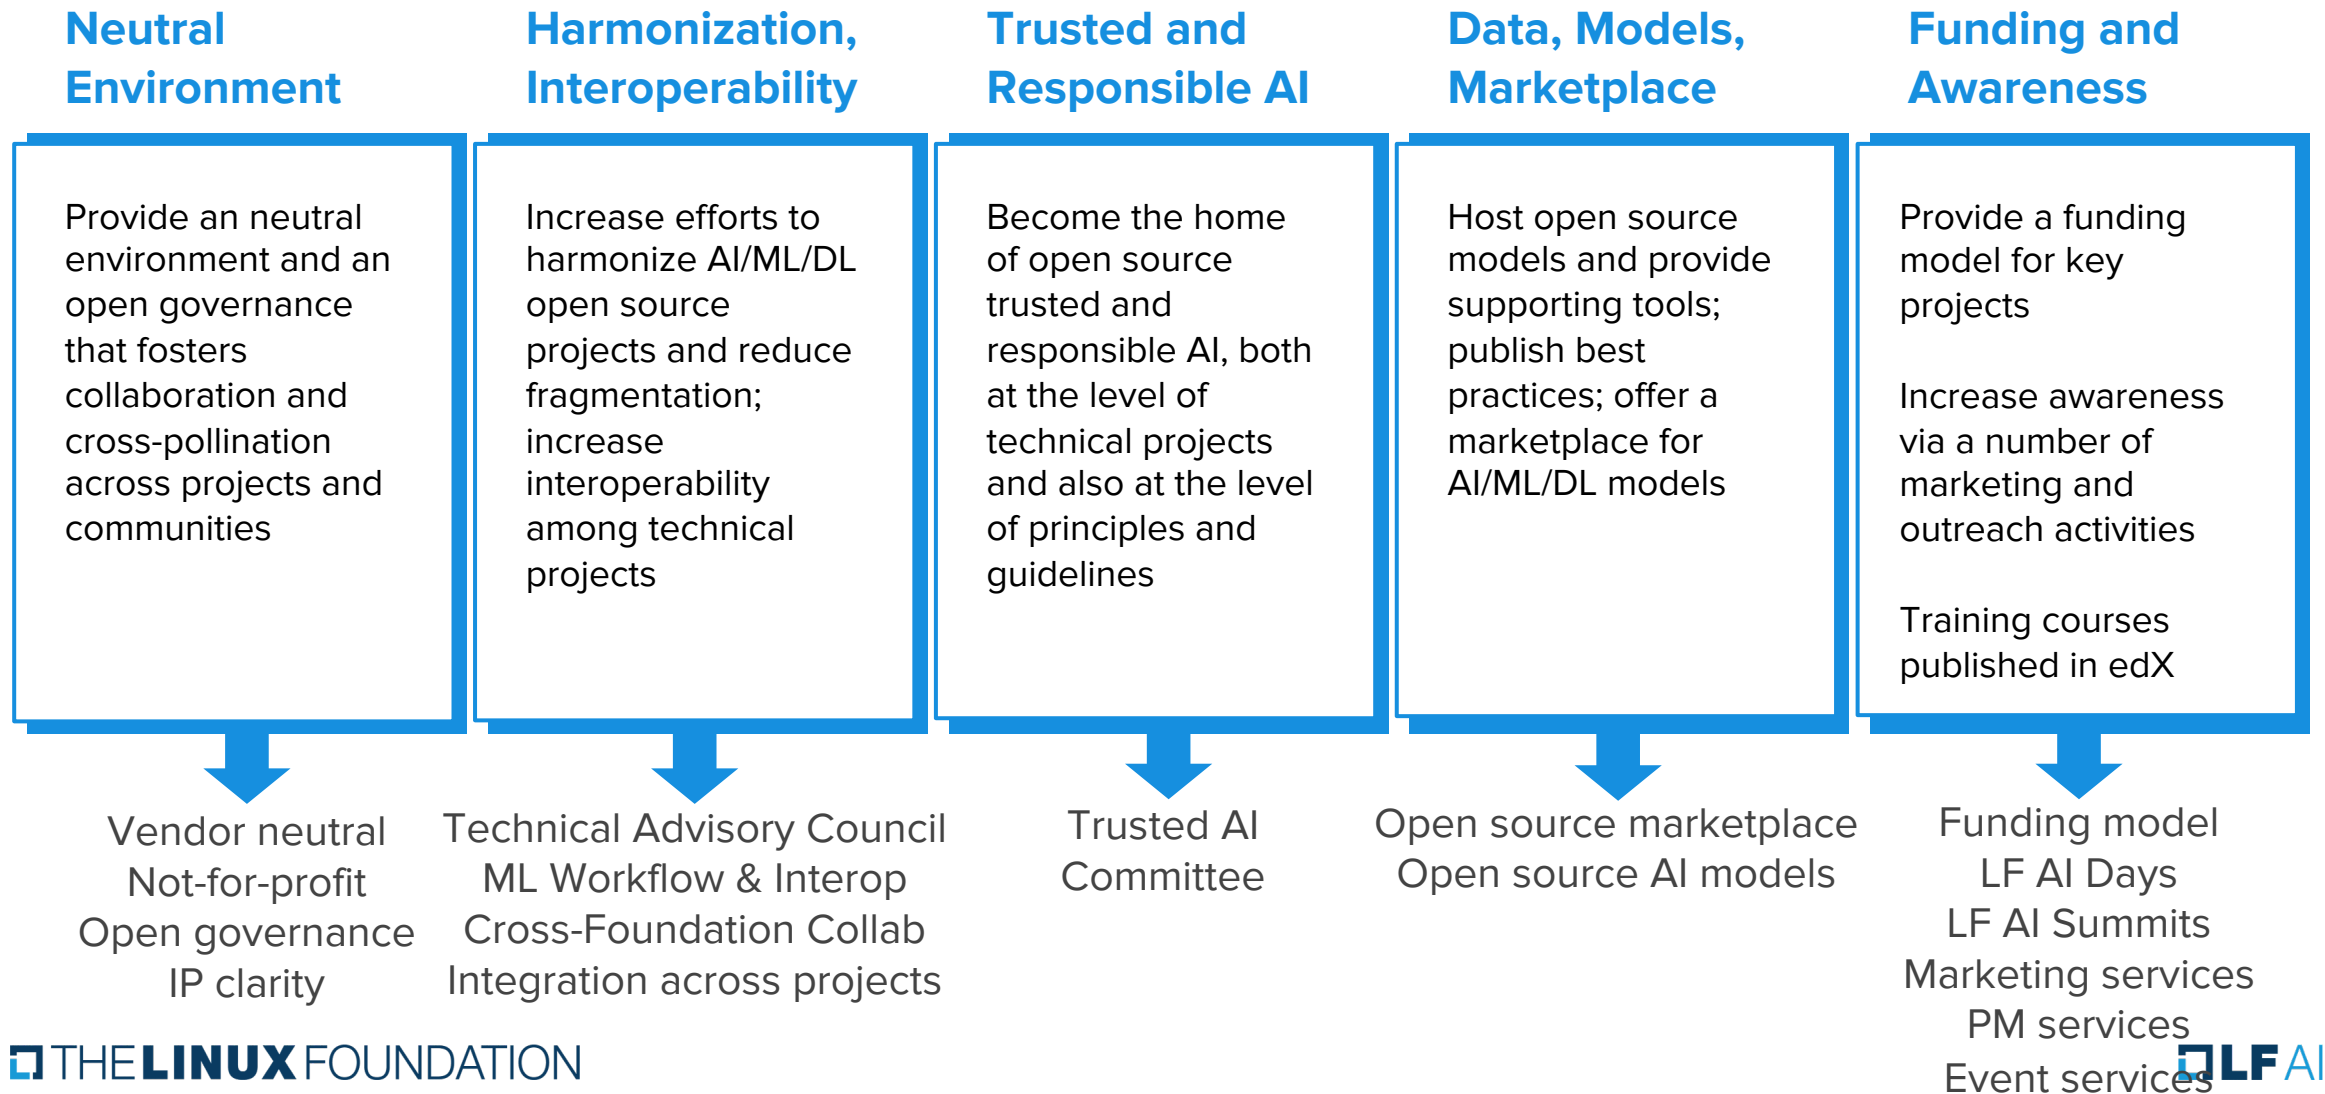 Neutral
Environment
Provide an neutral
environment and an
open governance
that fosters
collaboration and
cross-pollination
across projects and
communities
Vendor neutral
Not-for-profit
Open governance
IP clarity
Harmonization,
Interoperability
Increase efforts to
harmonize AI/ML/DL
open source
projects and reduce
fragmentation;
increase
interoperability
among technical
projects
Technical Advisory Council
ML Workflow & Interop
Cross-Foundation Collab
Integration across projects
Trusted and
Responsible AI
Become the home
of open source
trusted and
responsible AI, both
at the level of
technical projects
and also at the level
of principles and
guidelines
Trusted AI
Committee
Data, Models,
Marketplace
Host open source
models and provide
supporting tools;
publish best
practices; offer a
marketplace for
AI/ML/DL models
Open source marketplace
Open source AI models
Funding and
Awareness
Provide a funding
model for key
projects
Increase awareness
via a number of
marketing and
outreach activities
Training courses
published in edX
Funding model
LF AI Days
LF AI Summits
Marketing services
PM services
Event services
THE LINUX FOUNDATION
LF AI